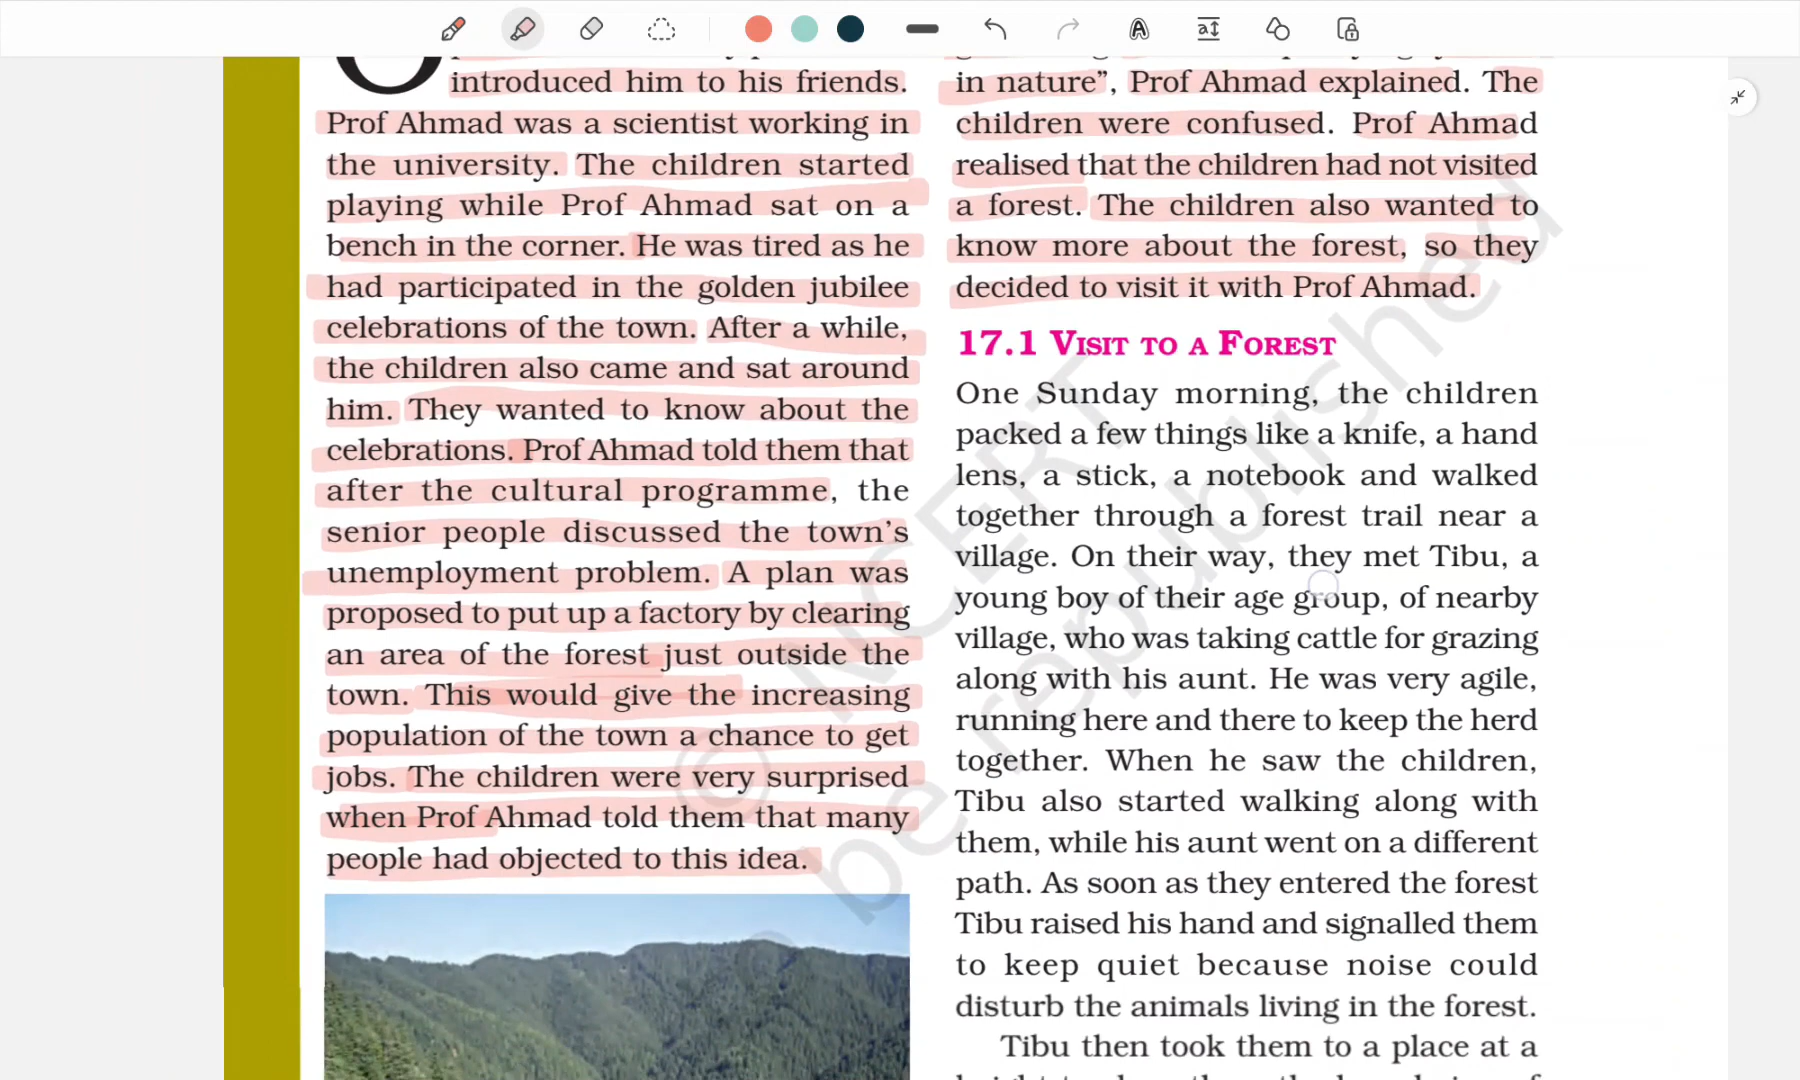 introduced him to his friends.
Prof Ahmad was a scientist working in
the university. The children started
playing while Prof Ahmad sat on a
bench in the corner. He was tired as he
had participated in the golden jubilee
celebrations of the town. After a while,
the children also came and sat around
him. They wanted to know about the
celebrations. Prof Ahmad told them that
after the cultural programme, the
senior people discussed the town’s
unemployment problem. A plan was
proposed to put up a factory by clearing
an area of the forest just outside the
town. This would give the increasing
population of the town a chance to get
jobs. The children were very surprised
when Prof Ahmad told them that many
people had objected to this idea.
in nature”, Prof Ahmad explained. The
children were confused. Prof Ahmad
realised that the children had not visited
a forest. The children also wanted to
know more about the forest, so they
decided to visit it with Prof Ahmad.
17.1 VISIT TO A FOREST
One Sunday morning, the children
packed a few things like a knife, a hand
lens, a stick, a notebook and walked
together through a forest trail near a
village. On their way, they met Tibu, a
young boy of their age group, of nearby
village, who was taking cattle for grazing
along with his aunt. He was very agile,
running here and there to keep the herd
together. When he saw the children,
Tibu also started walking along with
them, while his aunt went on a different
path. As soon as they entered the forest
Tibu raised his hand and signalled them
to keep quiet because noise could
disturb the animals living in the forest.
Tibu then took them to a place at a
© NCERT
be republished